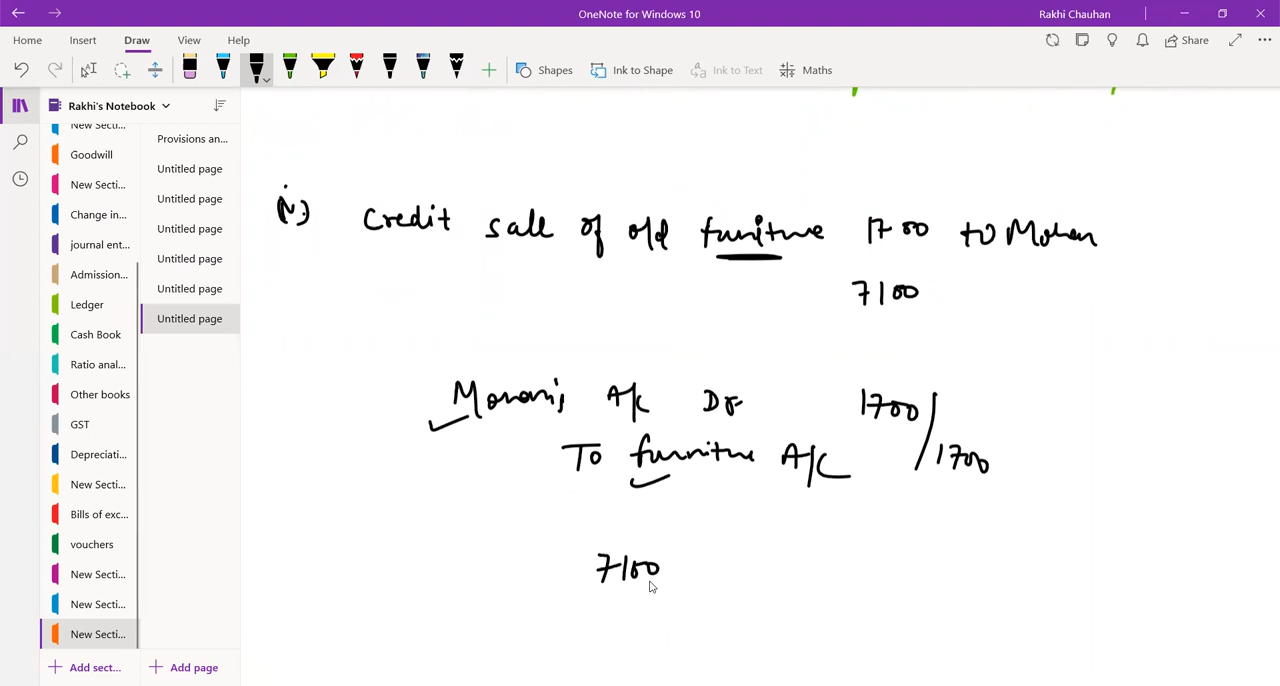 OneNote for Windows 10
Rakhi Chauhan
Home Insert Draw View Help
Share
Shapes Ink to Shape Ink to Text Maths
Rakhi's Notebook
New Secti...
Goodwill
New Secti...
Change in...
journal ent...
Admission...
Ledger
Cash Book
Ratio anal...
Other books
GST
Depreciati...
New Secti...
Bills of exc...
vouchers
New Secti...
New Secti...
New Secti...
Add sect...
Provisions an...
Untitled page
Untitled page
Untitled page
Untitled page
Untitled page
Untitled page
Add page
Credit sale of old furniture 1700 to Mohan
7100
Mohan's A/C Dr 1700
To furniture A/C 1700
7100